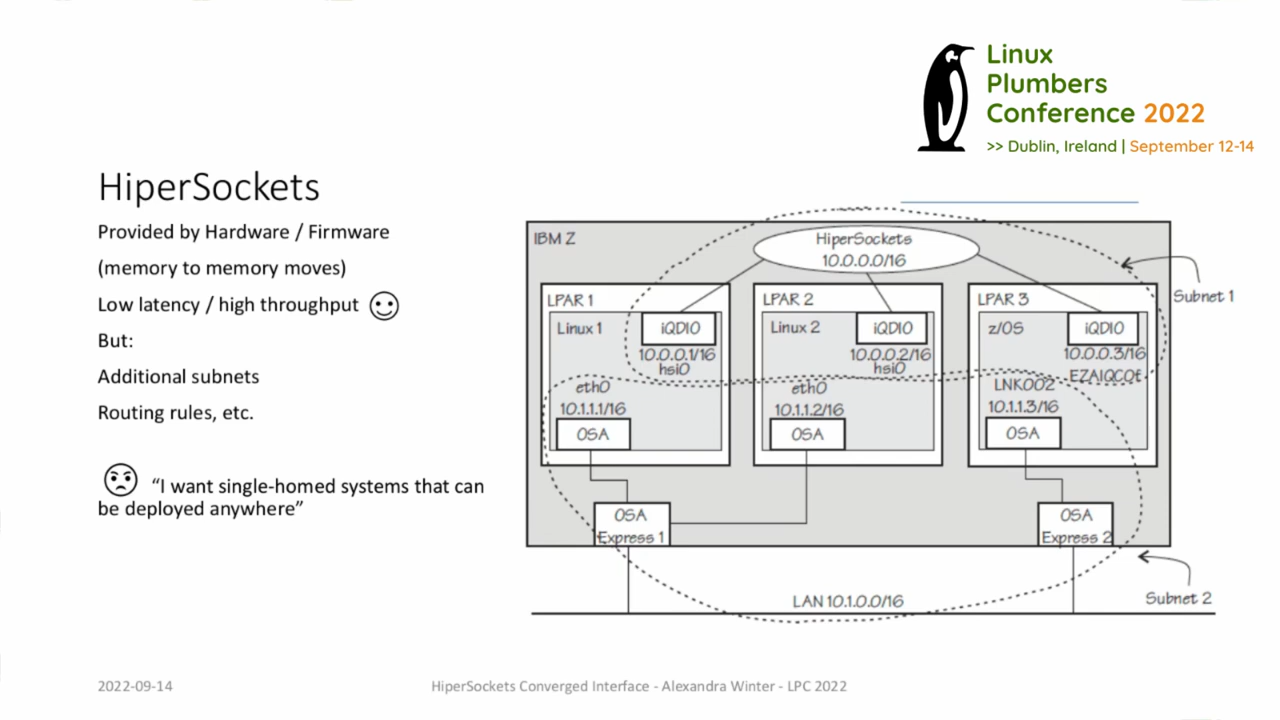 Linux
Plumbers
Conference 2022
>> Dublin, Ireland | September 12-14
HiperSockets
Provided by Hardware / Firmware
(memory to memory moves)
Low latency / high throughput
But:
Additional subnets
Routing rules, etc.
“I want single-homed systems that can
be deployed anywhere”
IBM Z
HiperSockets
10.0.0.0/16
Subnet 1
LPAR 1
Linux 1
iQDIO
10.0.0.1/16
hsi0
eth0
10.1.1.1/16
OSA
LPAR 2
Linux 2
iQDIO
10.0.0.2/16
hsi0
eth0
10.1.1.2/16
OSA
LPAR 3
z/OS
iQDIO
10.0.0.3/16
LNK002
10.1.1.3/16
OSA
OSA
Express 1
OSA
Express 2
LAN 10.1.0.0/16
Subnet 2
2022-09-14
HiperSockets Converged Interface - Alexandra Winter - LPC 2022